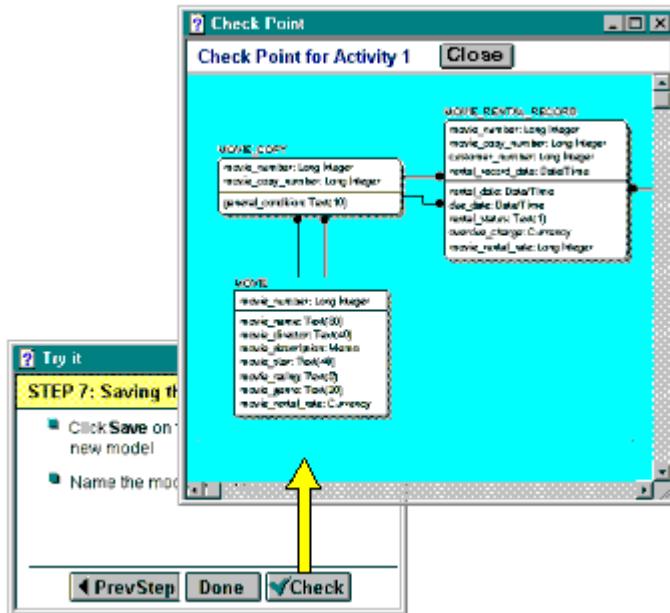 Check Point
Check Point for Activity 1 Close
MOVIE_RENTAL_RECORD
movie_number: Long Integer
movie_copy_number: Long Integer
customer_number: Long Integer
rental_record_date: Date/Time
rental_date: Date/Time
due_date: Date/Time
rental_status: Text(1)
overdue_charge: Currency
movie_rental_rate: Long Integer
MOVIE_COPY
movie_number: Long Integer
movie_copy_number: Long Integer
general_condition: Text(10)
MOVIE
movie_number: Long Integer
movie_name: Text(80)
movie_director: Text(40)
movie_description: Memo
movie_star: Text(40)
movie_rating:
movie_genre: Text(20)
movie_rental_rate: Currency
Try it
STEP 7: Saving th
Click Save on
new model
Name the mod
PrevStep Done Check